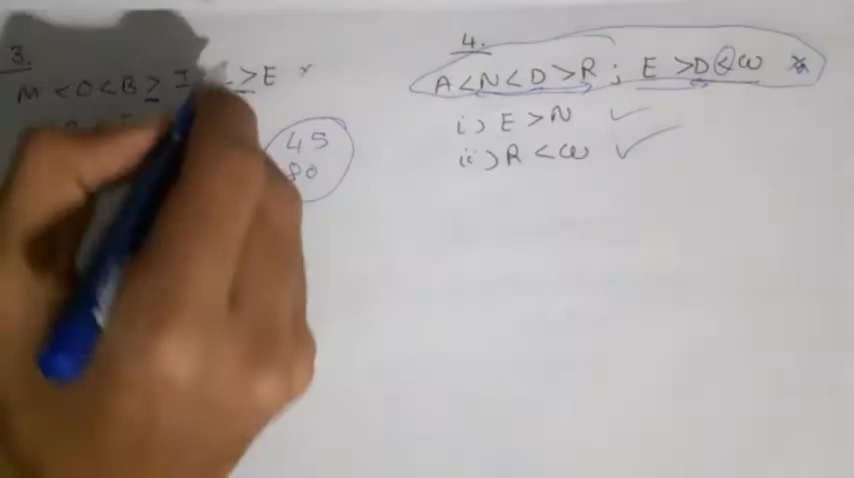 3.
M < O < B ≥ I ≥ E ×
45
80
4.
A < N < D > R ; E > D < W
i) E > N ✓
ii) R < W ✓